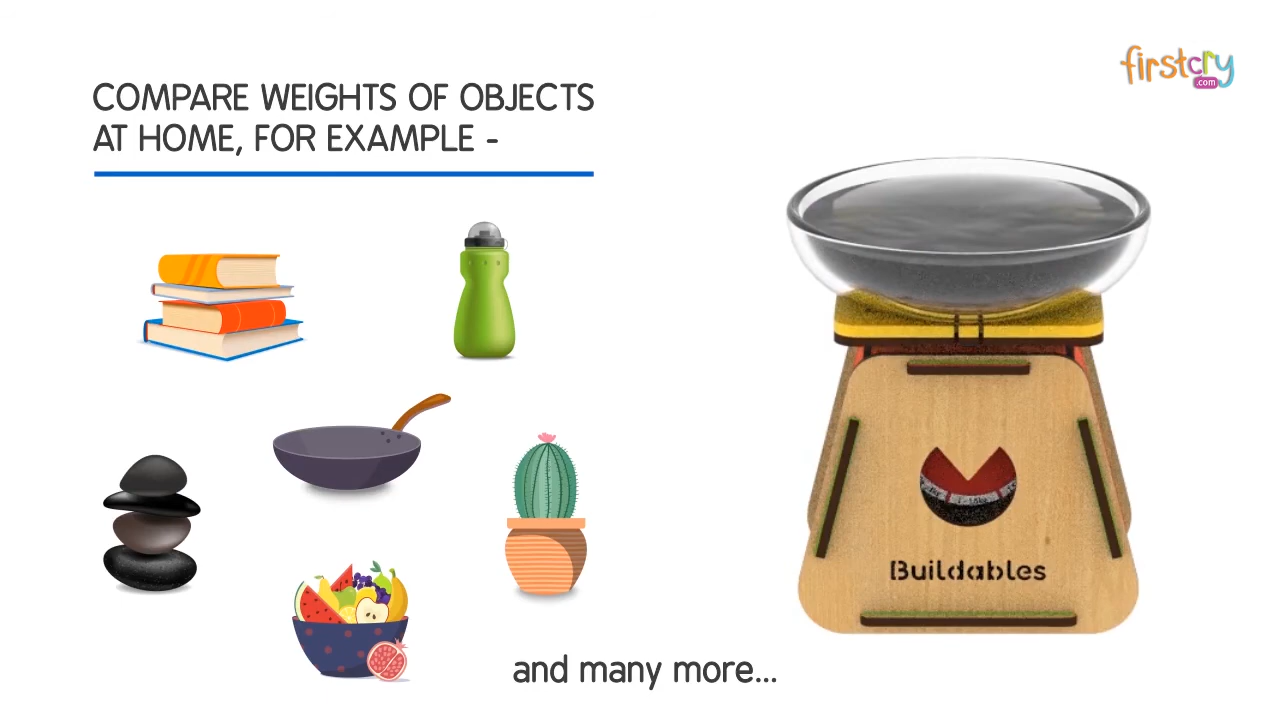 firstcry
.com
COMPARE WEIGHTS OF OBJECTS
AT HOME, FOR EXAMPLE -
Buildables
and many more...